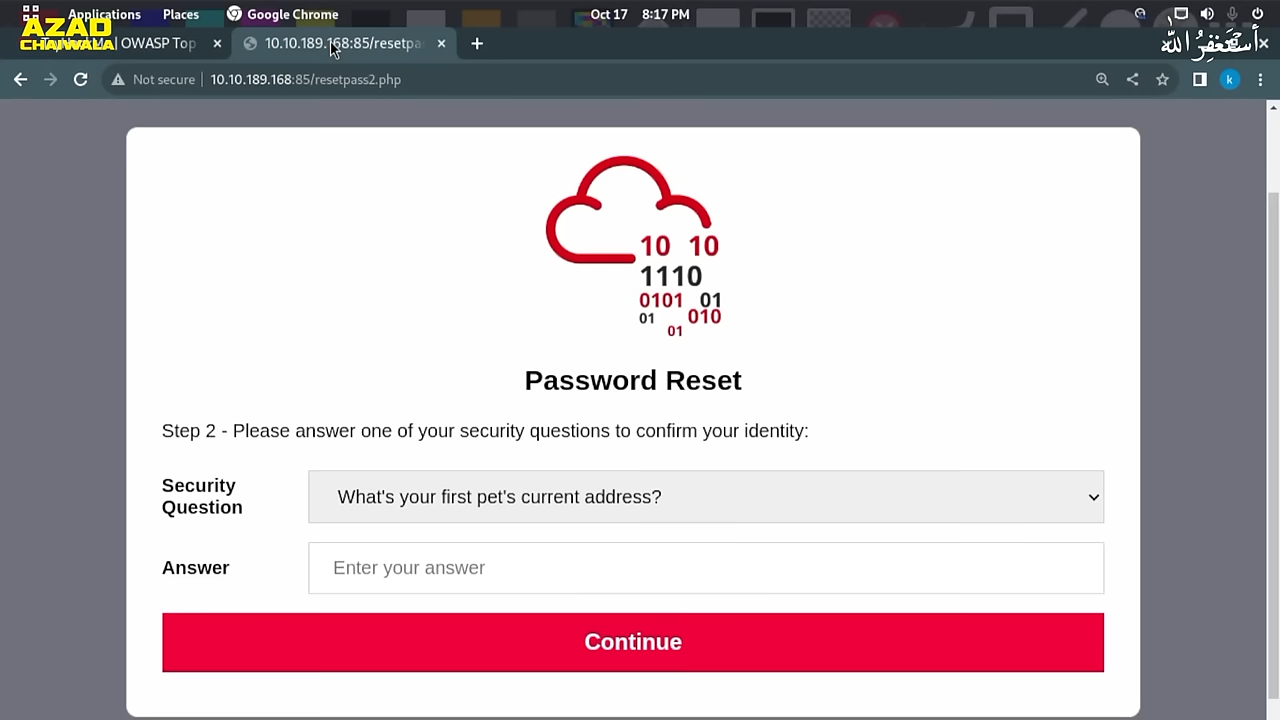 Applications Places Google Chrome Oct 17 8:17 PM
AZAD
CHAIWALA
OWASP Top
10.10.189.168:85/resetpa
أستغفر الله
Not secure 10.10.189.168:85/resetpass2.php k
10 10
1110
0101 01
01 010
01
Password Reset
Step 2 - Please answer one of your security questions to confirm your identity:
Security
Question
What's your first pet's current address?
Answer
Enter your answer
Continue